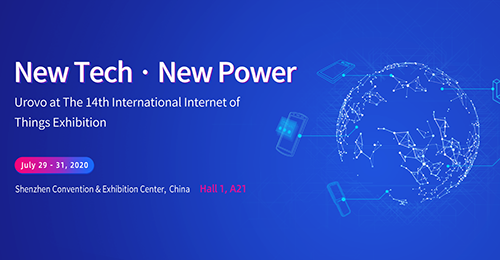 New Tech · New Power
Urovo at The 14th International Internet of
Things Exhibition
July 29 - 31, 2020
Shenzhen Convention & Exhibition Center, China Hall 1, A21